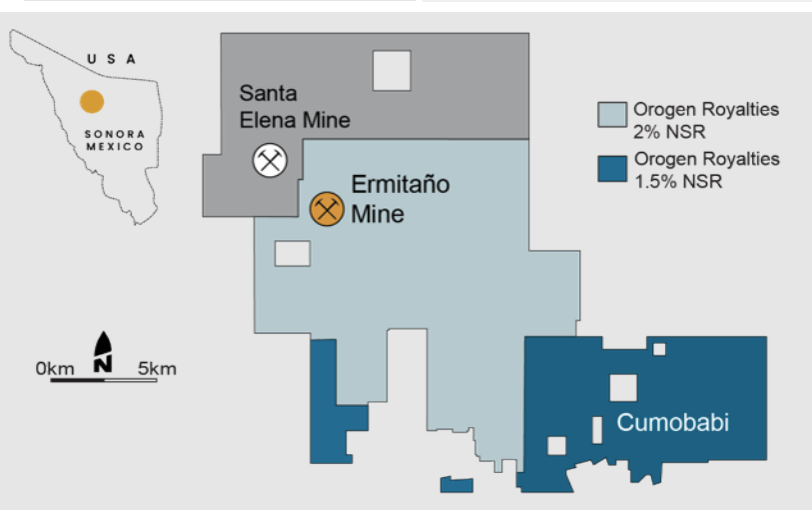 USA
SONORA
MEXICO
Santa
Elena Mine
Ermitaño
Mine
Orogen Royalties
2% NSR
Orogen Royalties
1.5% NSR
0km
N
5km
Cumobabi